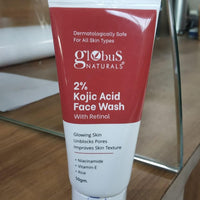 Dermatologically Safe
For All Skin Types
globus
NATURALS
2%
Kojic Acid
Face Wash
With Retinol
Glowing Skin
Unblocks Pores
Improves Skin Texture
• Niacinamide
• Vitamin-E